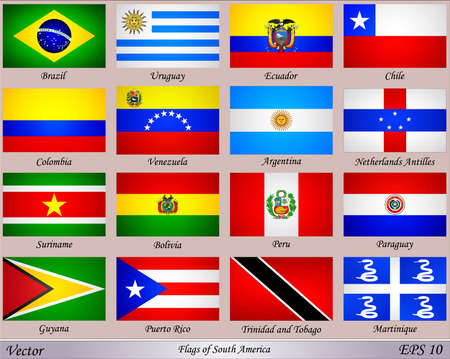 Brazil Uruguay Ecuador Chile
Colombia Venezuela Argentina Netherlands Antilles
Suriname Bolivia Peru Paraguay
Guyana Puerto Rico Trinidad and Tobago Martinique
Vector Flags of South America EPS 10